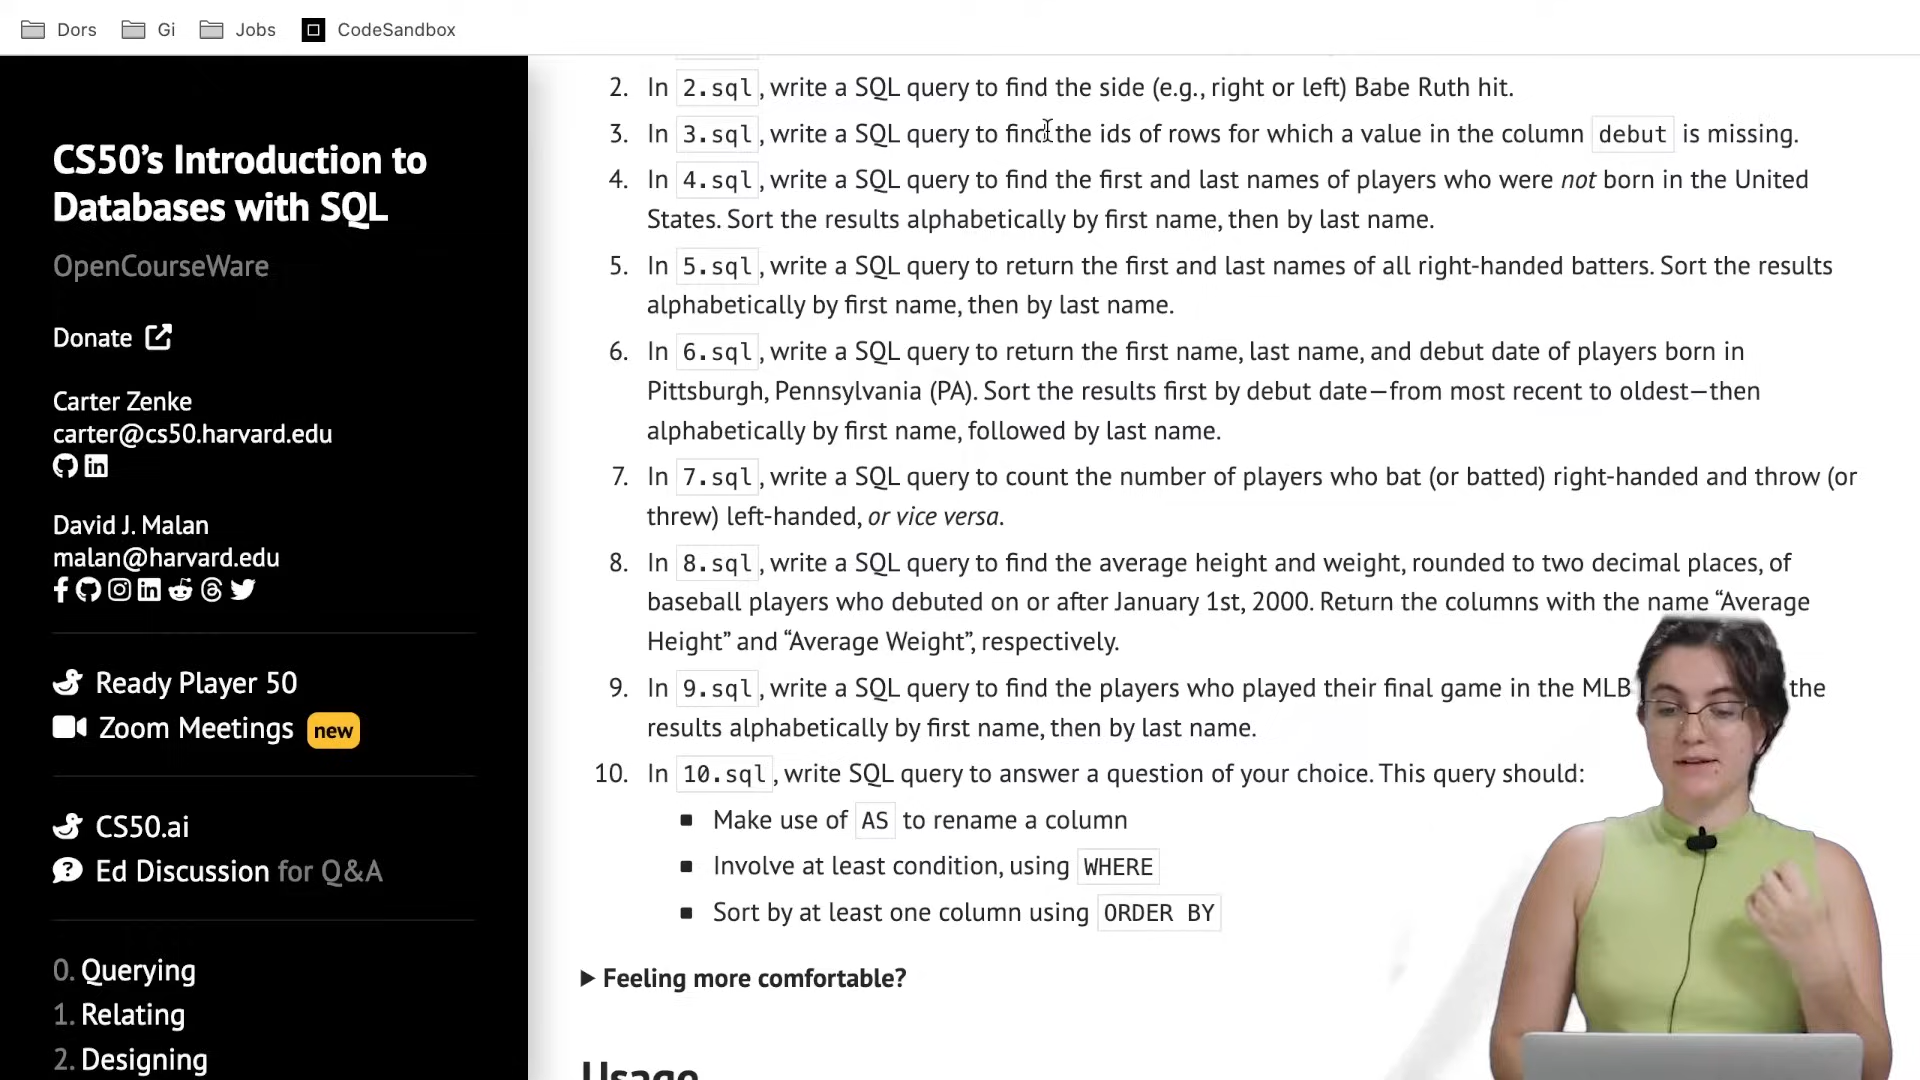 Dors Gi Jobs CodeSandbox
CS50’s Introduction to
Databases with SQL
OpenCourseWare
Donate
Carter Zenke
carter@cs50.harvard.edu
David J. Malan
malan@harvard.edu
Ready Player 50
Zoom Meetings new
CS50.ai
Ed Discussion for Q&A
0. Querying
1. Relating
2. Designing
2. In 2.sql, write a SQL query to find the side (e.g., right or left) Babe Ruth hit.
3. In 3.sql, write a SQL query to find the ids of rows for which a value in the column debut is missing.
4. In 4.sql, write a SQL query to find the first and last names of players who were not born in the United
States. Sort the results alphabetically by first name, then by last name.
5. In 5.sql, write a SQL query to return the first and last names of all right-handed batters. Sort the results
alphabetically by first name, then by last name.
6. In 6.sql, write a SQL query to return the first name, last name, and debut date of players born in
Pittsburgh, Pennsylvania (PA). Sort the results first by debut date—from most recent to oldest—then
alphabetically by first name, followed by last name.
7. In 7.sql, write a SQL query to count the number of players who bat (or batted) right-handed and throw (or
threw) left-handed, or vice versa.
8. In 8.sql, write a SQL query to find the average height and weight, rounded to two decimal places, of
baseball players who debuted on or after January 1st, 2000. Return the columns with the name “Average
Height” and “Average Weight”, respectively.
9. In 9.sql, write a SQL query to find the players who played their final game in the MLB the
results alphabetically by first name, then by last name.
10. In 10.sql, write SQL query to answer a question of your choice. This query should:
Make use of AS to rename a column
Involve at least condition, using WHERE
Sort by at least one column using ORDER BY
Feeling more comfortable?
Usage